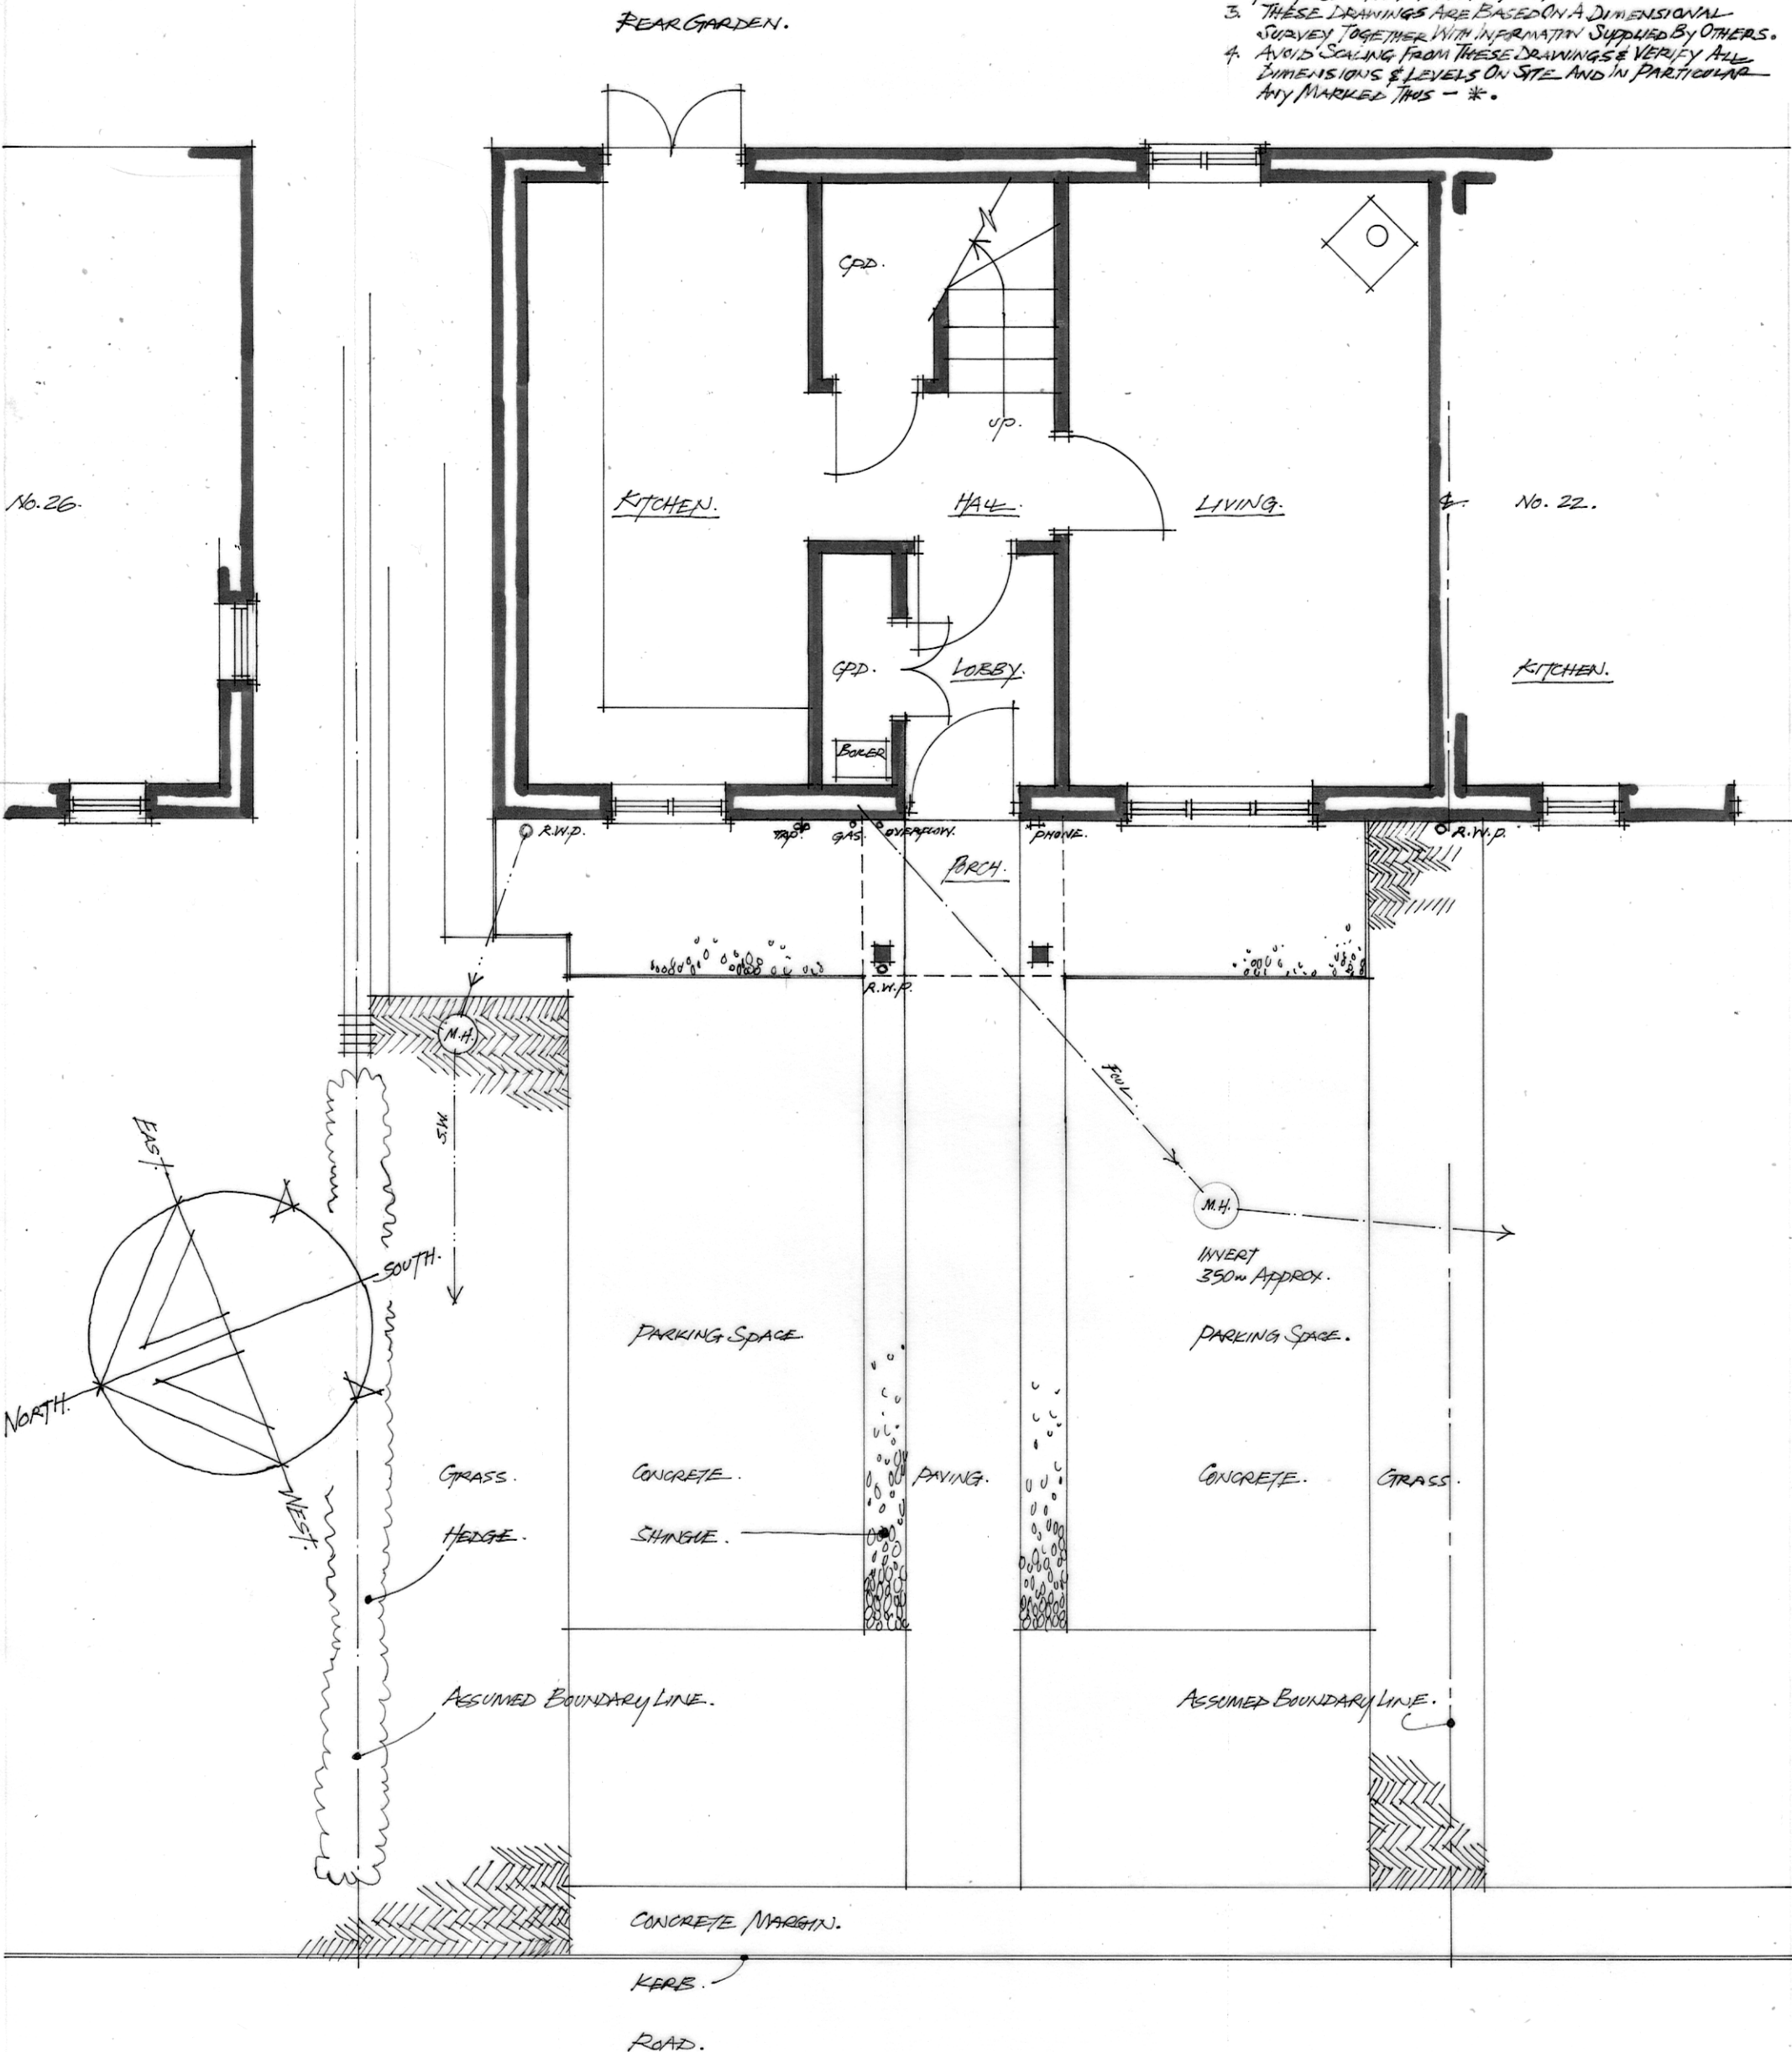 REAR GARDEN.
3. THESE DRAWINGS ARE BASED ON A DIMENSIONAL
SURVEY TOGETHER WITH INFORMATIN SUPPLIED BY OTHERS.
4. AVOID SCALING FROM THESE DRAWINGS & VERIFY ALL
DIMENSIONS & LEVELS ON SITE AND IN PARTICULAR
ANY MARKED THUS - *.
N
CPD.
UP.
No. 26.
KITCHEN.
HALL.
LIVING.
No. 22.
CPD.
LOBBY.
KITCHEN.
BOILER
R.W.P.
TAP.
GAS.
OVERFLOW.
PHONE.
R.W.P.
PORCH.
R.W.P.
M.H.
FOUL.
S.W.
EAST.
M.H.
SOUTH.
INVERT
350m APPROX.
PARKING SPACE
PARKING SPACE.
NORTH.
GRASS.
CONCRETE.
PAVING.
CONCRETE.
GRASS.
WEST.
HEDGE.
SHINGLE.
ASSUMED BOUNDARY LINE.
ASSUMED BOUNDARY LINE.
CONCRETE MARGIN.
KERB.
ROAD.